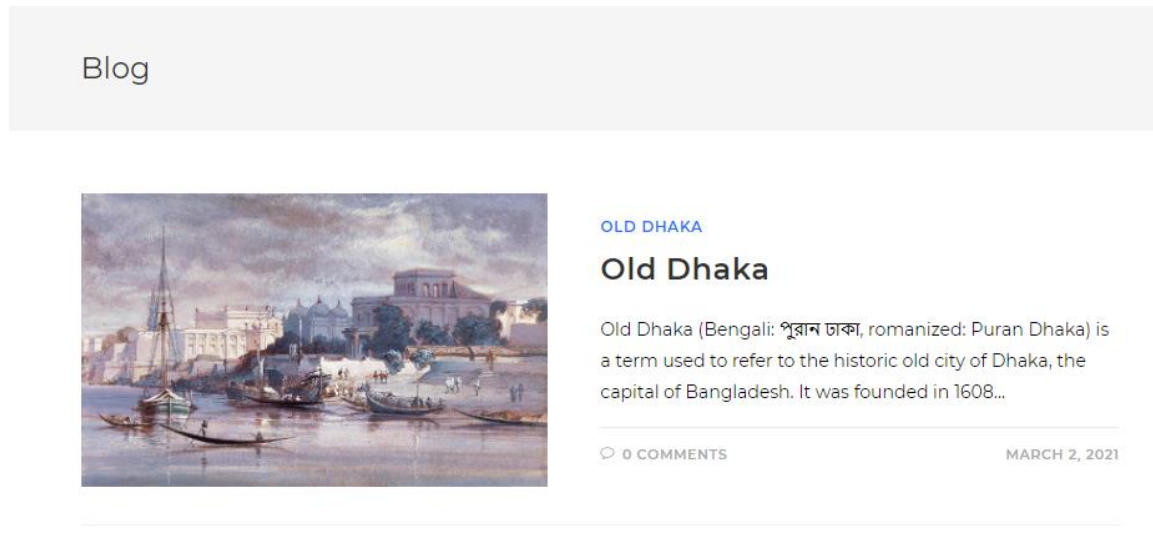 Blog
OLD DHAKA
Old Dhaka
Old Dhaka (Bengali: পুরান ঢাকা, romanized: Puran Dhaka) is
a term used to refer to the historic old city of Dhaka, the
capital of Bangladesh. It was founded in 1608...
0 COMMENTS
MARCH 2, 2021